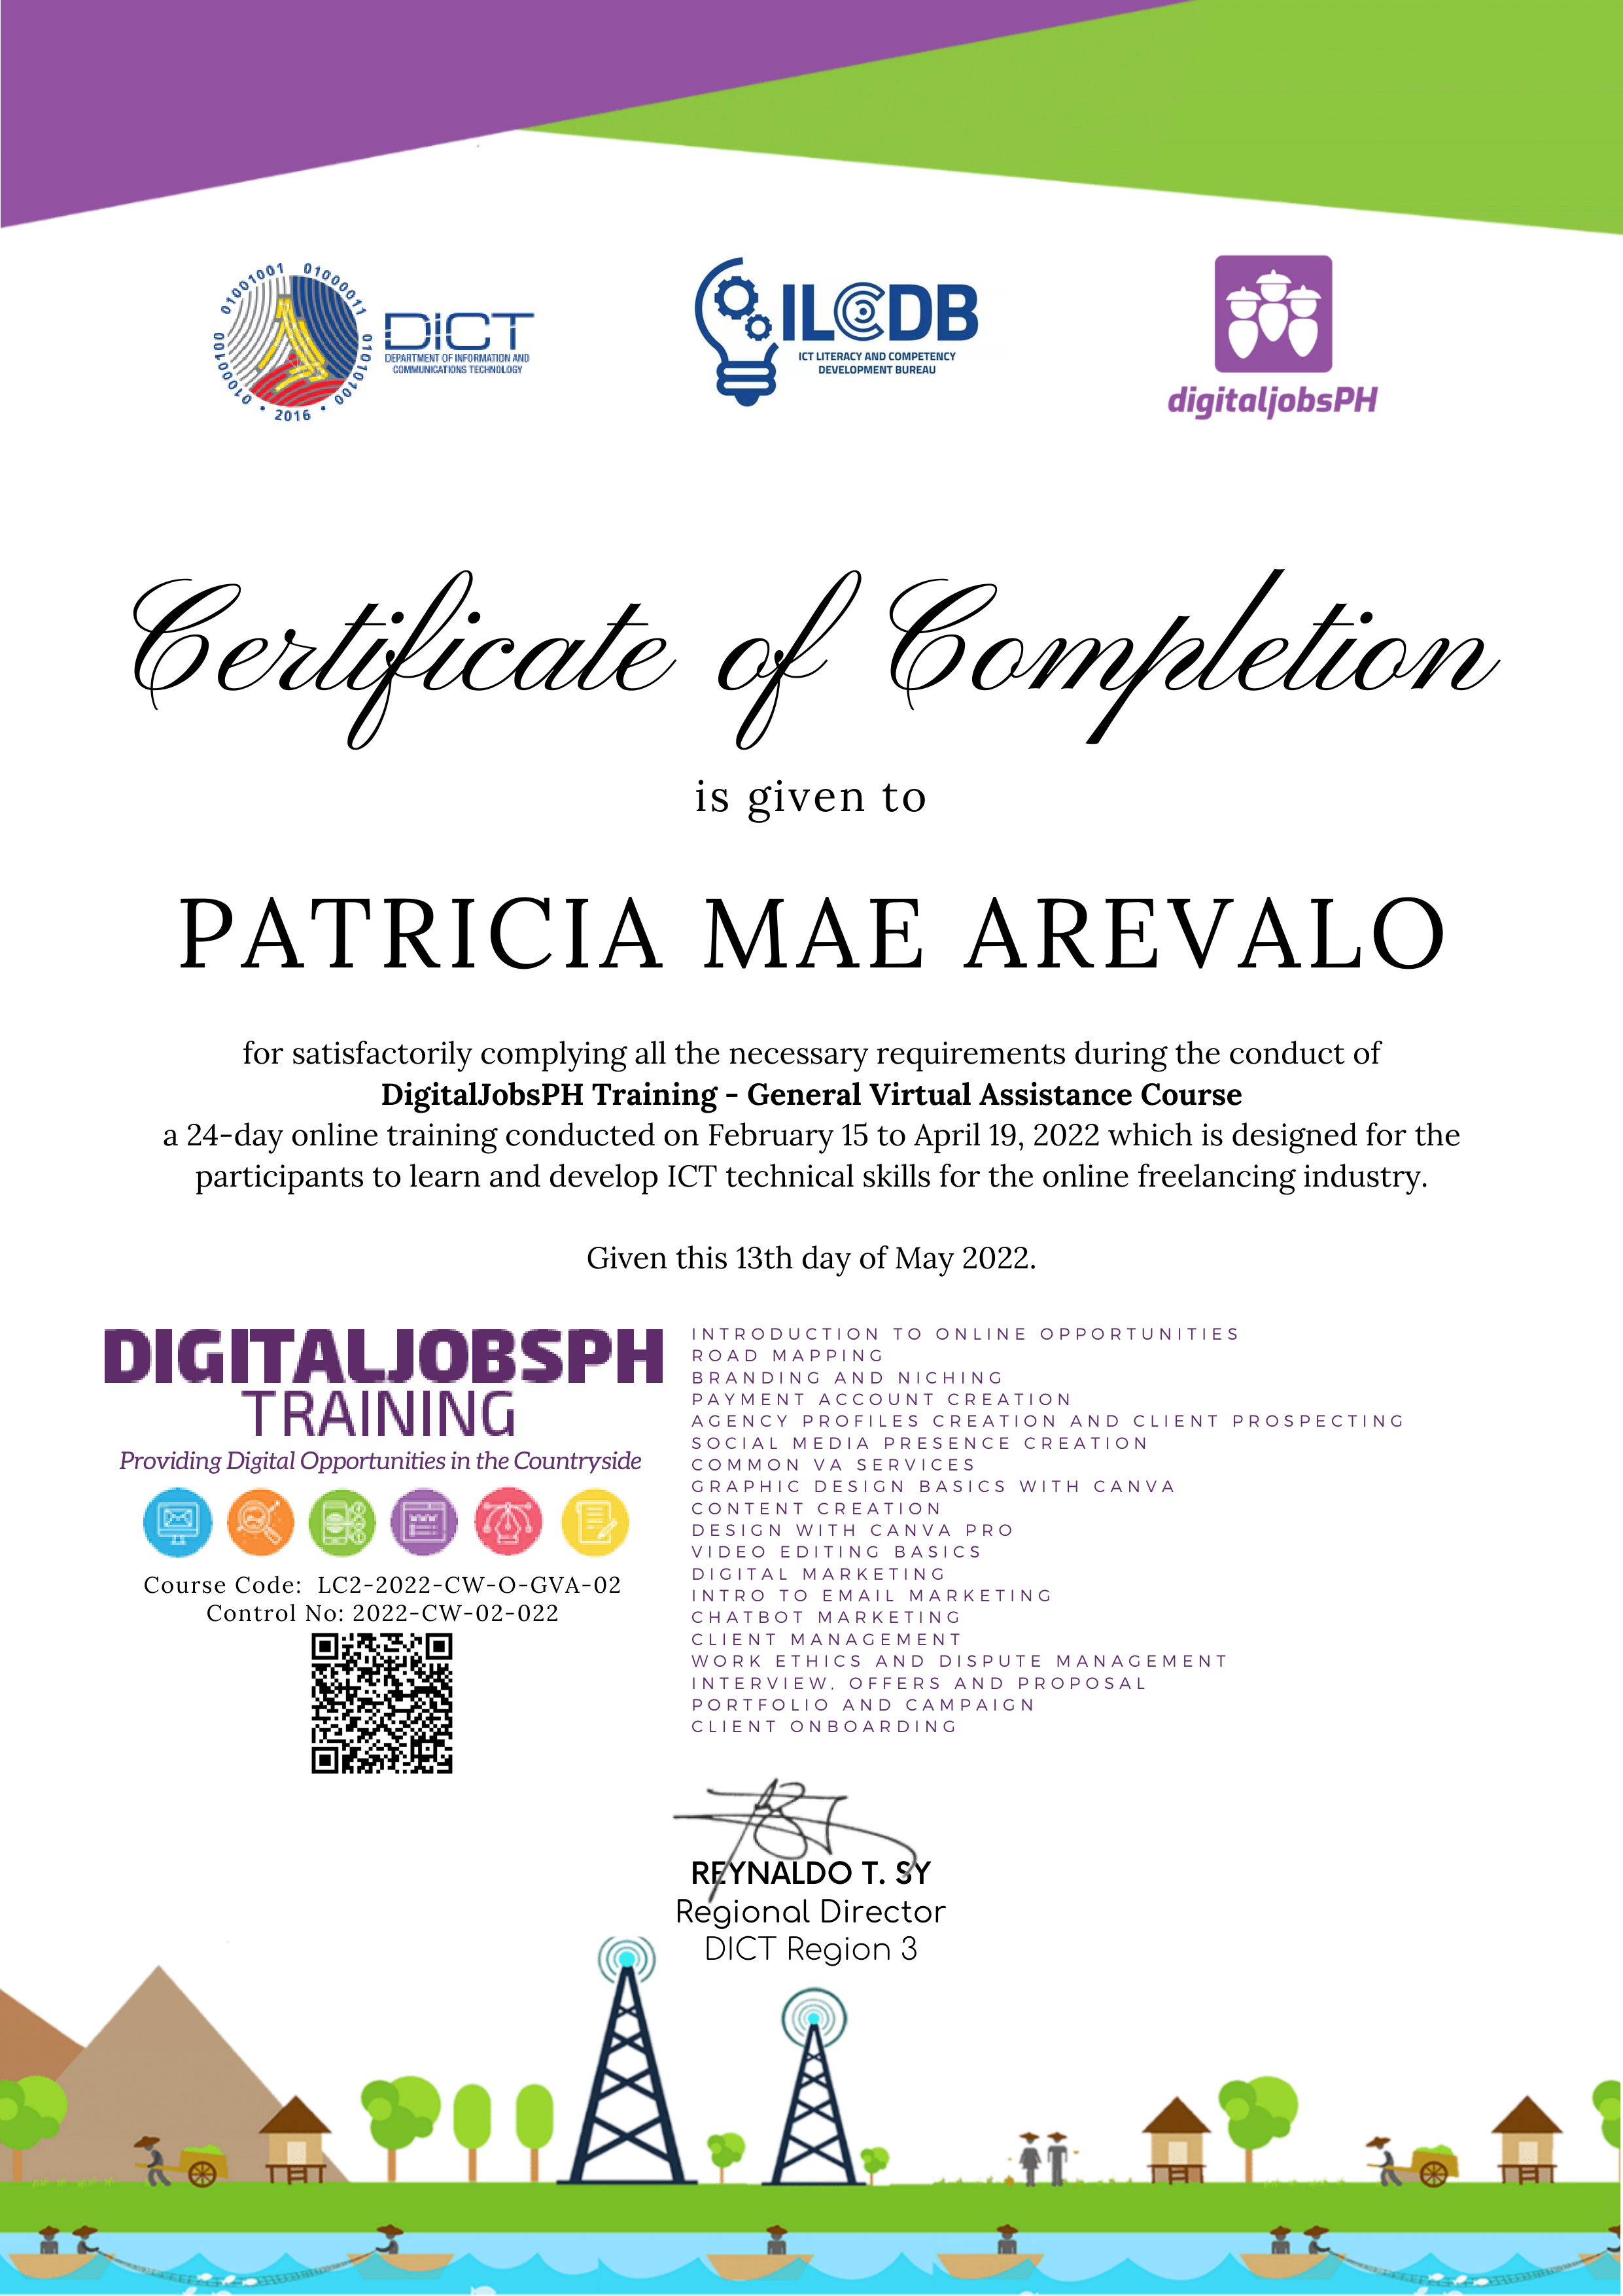 01000100 01001001 01000011 01010100
• 2016 •
DICT
DEPARTMENT OF INFORMATION AND
COMMUNICATIONS TECHNOLOGY
ILCDB
ICT LITERACY AND COMPETENCY
DEVELOPMENT BUREAU
digitaljobsPH
Certificate of Completion
is given to
PATRICIA MAE AREVALO
for satisfactorily complying all the necessary requirements during the conduct of
DigitalJobsPH Training - General Virtual Assistance Course
a 24-day online training conducted on February 15 to April 19, 2022 which is designed for the
participants to learn and develop ICT technical skills for the online freelancing industry.
Given this 13th day of May 2022.
DIGITALJOBSPH
TRAINING
Providing Digital Opportunities in the Countryside
Course Code: LC2-2022-CW-O-GVA-02
Control No: 2022-CW-02-022
INTRODUCTION TO ONLINE OPPORTUNITIES
ROAD MAPPING
BRANDING AND NICHING
PAYMENT ACCOUNT CREATION
AGENCY PROFILES CREATION AND CLIENT PROSPECTING
SOCIAL MEDIA PRESENCE CREATION
COMMON VA SERVICES
GRAPHIC DESIGN BASICS WITH CANVA
CONTENT CREATION
DESIGN WITH CANVA PRO
VIDEO EDITING BASICS
DIGITAL MARKETING
INTRO TO EMAIL MARKETING
CHATBOT MARKETING
CLIENT MANAGEMENT
WORK ETHICS AND DISPUTE MANAGEMENT
INTERVIEW, OFFERS AND PROPOSAL
PORTFOLIO AND CAMPAIGN
CLIENT ONBOARDING
REYNALDO T. SY
Regional Director
DICT Region 3